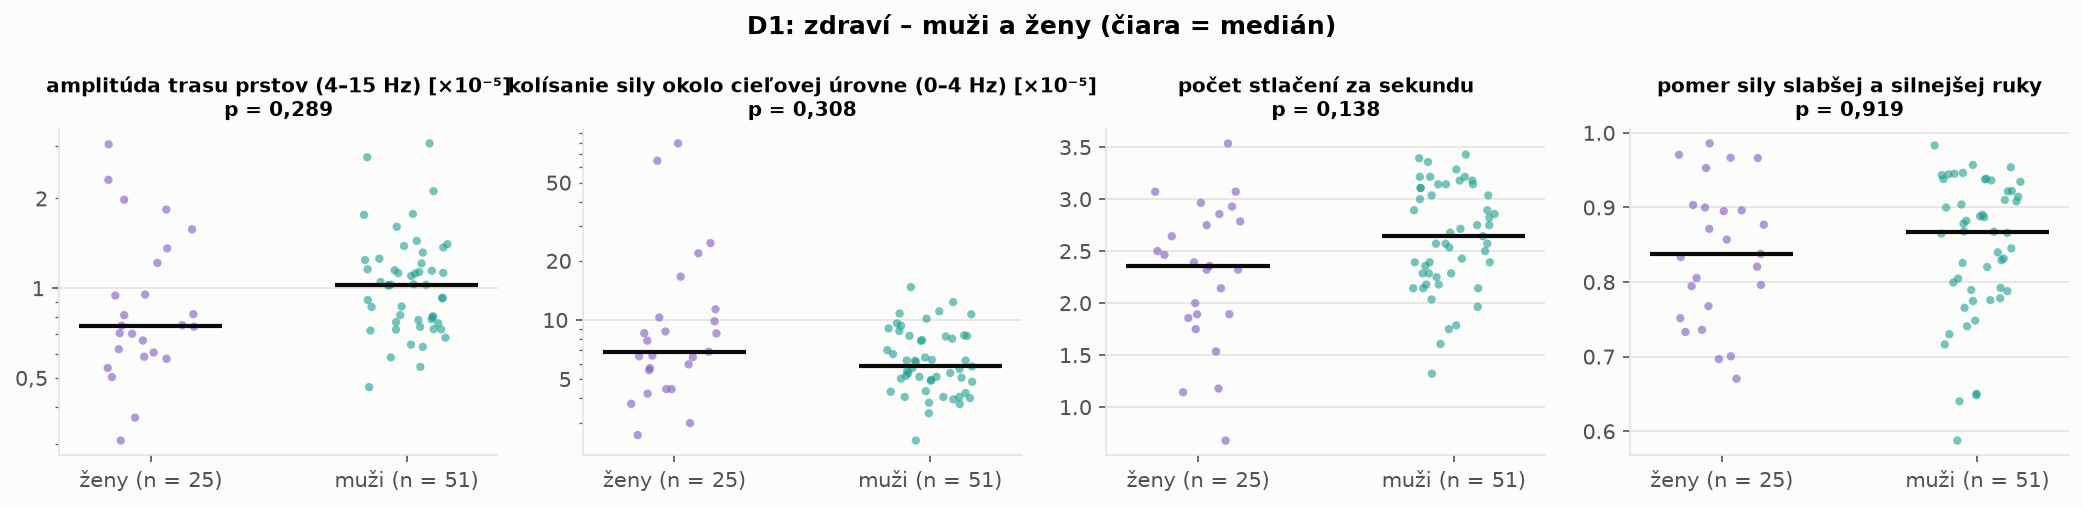 D1: zdraví – muži a ženy (čiara = medián)
amplitúda trasu prstov (4–15 Hz) [×10⁻⁵]
p = 0,289
2
1
0,5
ženy (n = 25)
muži (n = 51)
kolísanie sily okolo cieľovej úrovne (0–4 Hz) [×10⁻⁵]
p = 0,308
50
20
10
5
ženy (n = 25)
muži (n = 51)
počet stlačení za sekundu
p = 0,138
3.5
3.0
2.5
2.0
1.5
1.0
ženy (n = 25)
muži (n = 51)
pomer sily slabšej a silnejšej ruky
p = 0,919
1.0
0.9
0.8
0.7
0.6
ženy (n = 25)
muži (n = 51)